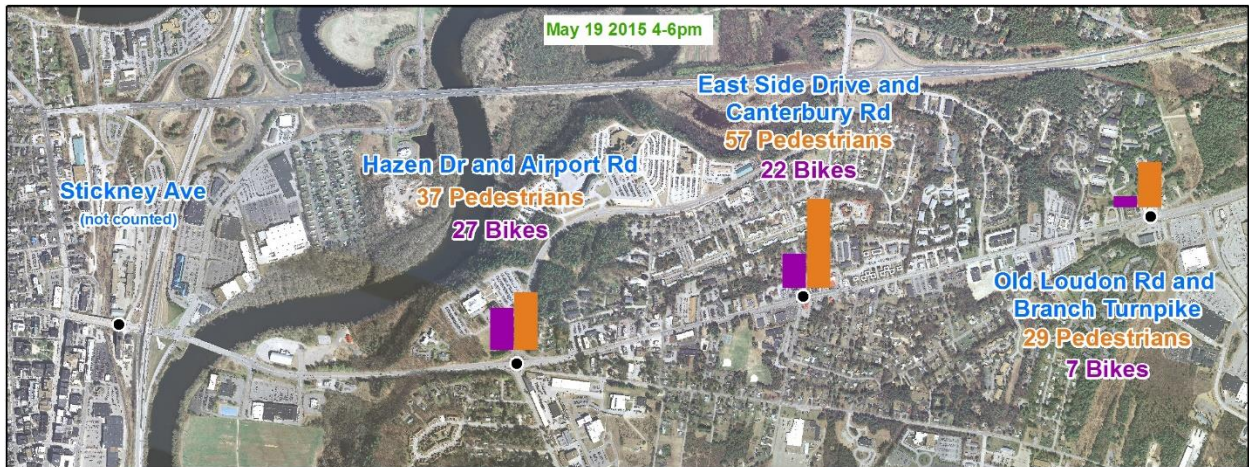 May 19 2015 4-6pm
Stickney Ave
(not counted)
Hazen Dr and Airport Rd
37 Pedestrians
27 Bikes
East Side Drive and
Canterbury Rd
57 Pedestrians
22 Bikes
Old Loudon Rd and
Branch Turnpike
29 Pedestrians
7 Bikes